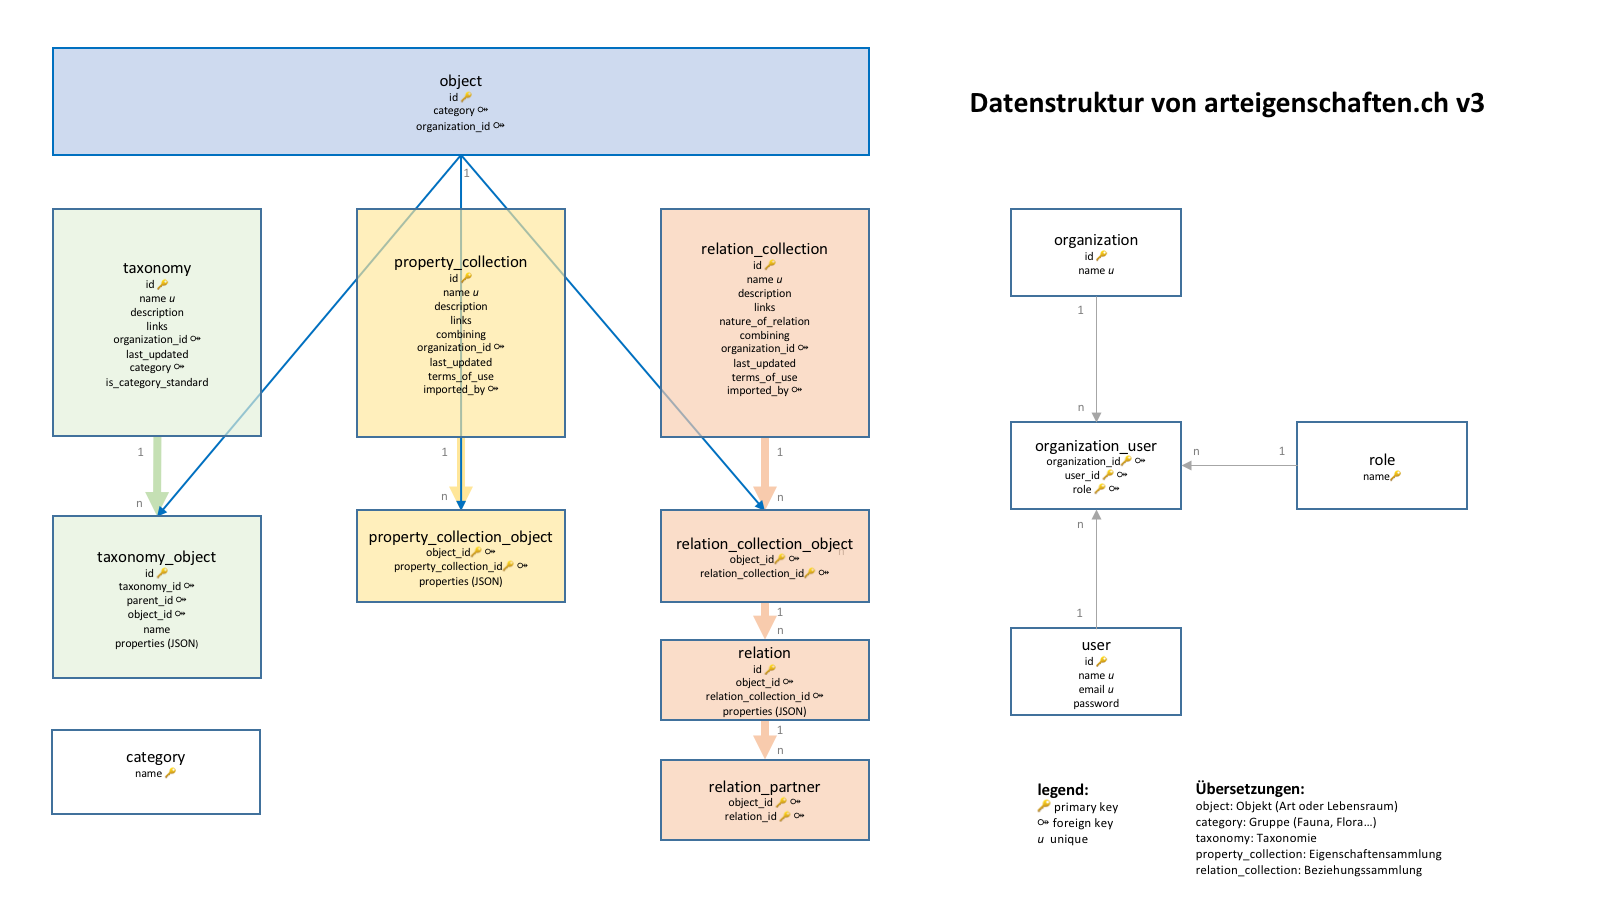 object
id 🔑
category ⚷
organization_id ⚷
Datenstruktur von arteigenschaften.ch v3
1
taxonomy
id 🔑
name u
description
links
organization_id ⚷
last_updated
category ⚷
is_category_standard
property_collection
id 🔑
name u
description
links
combining
organization_id ⚷
last_updated
terms_of_use
imported_by ⚷
relation_collection
id 🔑
name u
description
links
nature_of_relation
combining
organization_id ⚷
last_updated
terms_of_use
imported_by ⚷
organization
id 🔑
name u
1
n
1
n
1
n
1
n
taxonomy_object
id 🔑
taxonomy_id ⚷
parent_id ⚷
object_id ⚷
name
properties (JSON)
property_collection_object
object_id🔑 ⚷
property_collection_id🔑 ⚷
properties (JSON)
relation_collection_object
n
object_id🔑 ⚷
relation_collection_id🔑 ⚷
1
n
relation
id 🔑
object_id ⚷
relation_collection_id ⚷
properties (JSON)
1
n
relation_partner
object_id 🔑 ⚷
relation_id 🔑 ⚷
organization_user
organization_id🔑 ⚷
user_id 🔑 ⚷
role 🔑 ⚷
n
1
role
name🔑
n
1
user
id 🔑
name u
email u
password
category
name 🔑
legend:
🔑 primary key
⚷ foreign key
u unique
Übersetzungen:
object: Objekt (Art oder Lebensraum)
category: Gruppe (Fauna, Flora…)
taxonomy: Taxonomie
property_collection: Eigenschaftensammlung
relation_collection: Beziehungssammlung